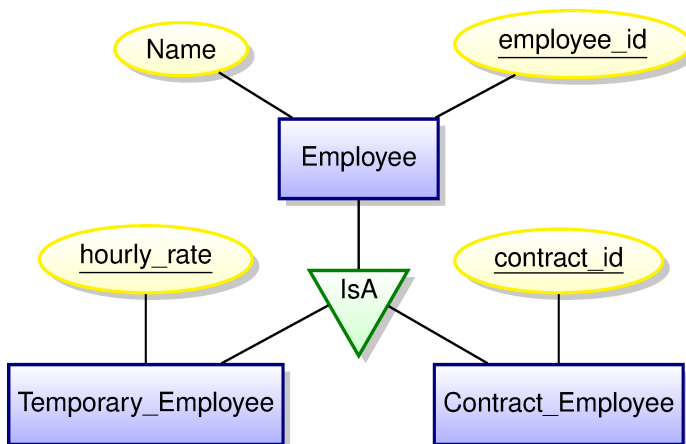 Name
employee_id
Employee
hourly_rate
IsA
contract_id
Temporary_Employee
Contract_Employee